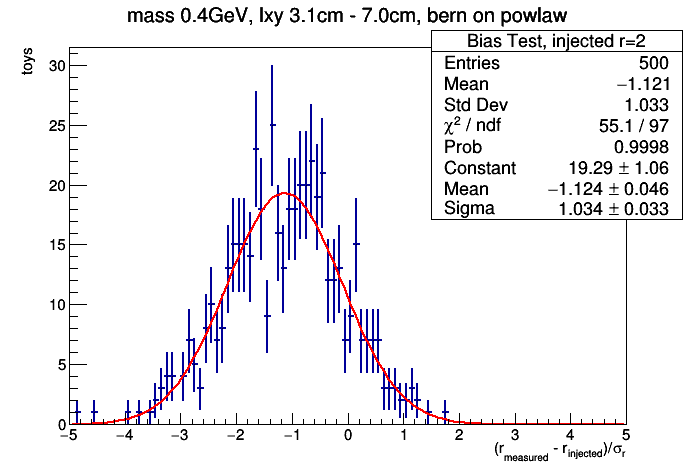 mass 0.4GeV, lxy 3.1cm - 7.0cm, bern on powlaw
Bias Test, injected r=2
Entries 500
Mean −1.121
Std Dev 1.033
χ² / ndf 55.1 / 97
Prob 0.9998
Constant 19.29 ± 1.06
Mean −1.124 ± 0.046
Sigma 1.034 ± 0.033
toys
30
25
20
15
10
5
0
−5 −4 −3 −2 −1 0 1 2 3 4 5
(r_measured - r_injected)/σ_r